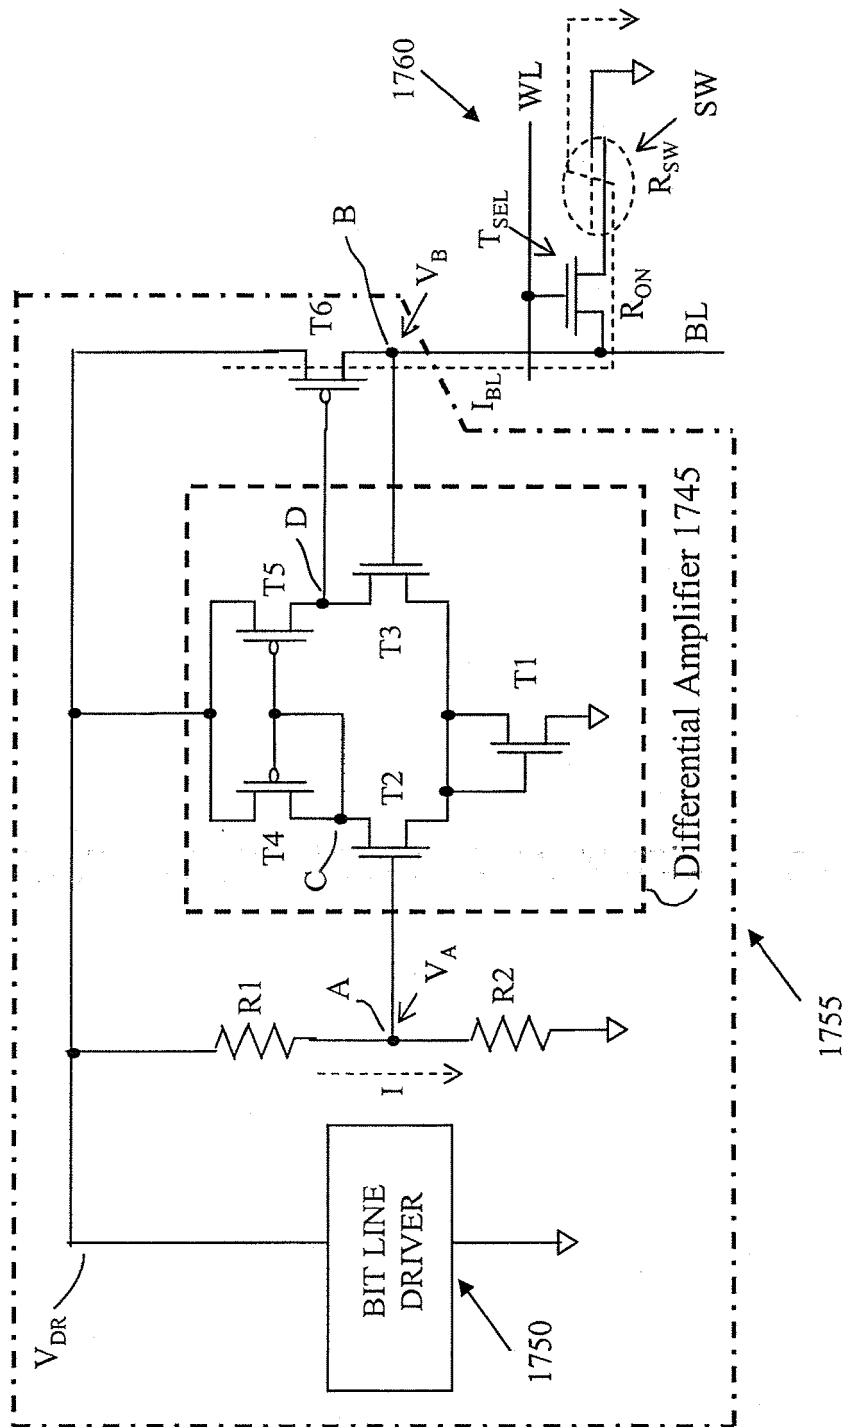 V_DR
BIT LINE
DRIVER
1750
R1
A
V_A
R2
I
T4
C
T2
T5
D
T3
T1
Differential Amplifier 1745
1755
T6
B
V_B
I_BL
T_SEL
R_ON
BL
1760
WL
R_SW
SW